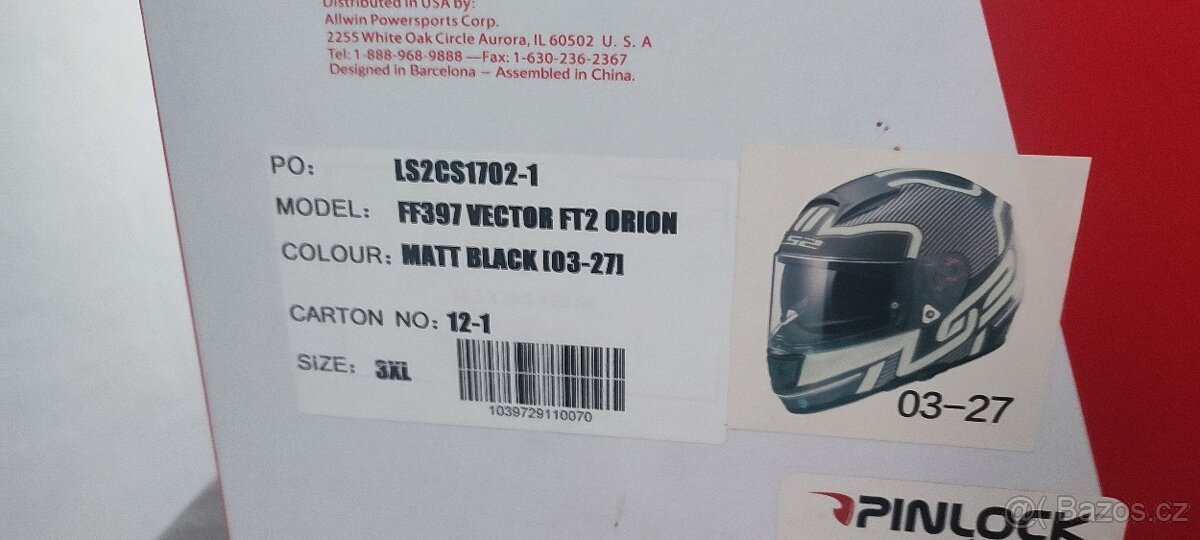 Distributed in USA by:
Allwin Powersports Corp.
2255 White Oak Circle Aurora, IL 60502 U. S. A
Tel: 1-888-968-9888 —Fax: 1-630-236-2367
Designed in Barcelona – Assembled in China.
PO: LS2CS1702-1
MODEL: FF397 VECTOR FT2 ORION
COLOUR: MATT BLACK [03-27]
CARTON NO: 12-1
SIZE: 3XL
1039729110070
LS2
LS2
03-27
PINLOCK
Bazos.cz